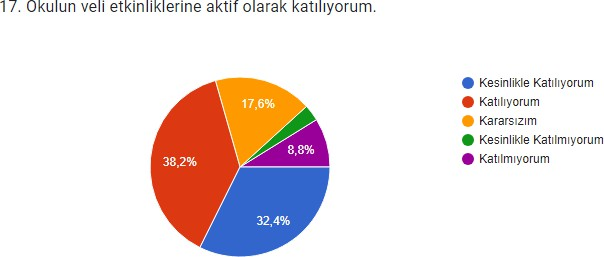 17. Okulun veli etkinliklerine aktif olarak katılıyorum.
17,6%
38,2%
8,8%
32,4%
Kesinlikle Katılıyorum
Katılıyorum
Kararsızım
Kesinlikle Katılmıyorum
Katılmıyorum